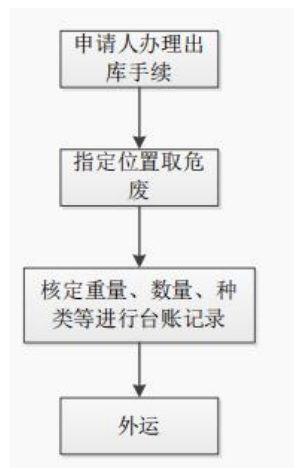 申请人办理出
库手续
指定位置取危
废
核定重量、数量、种
类等进行台账记录
外运